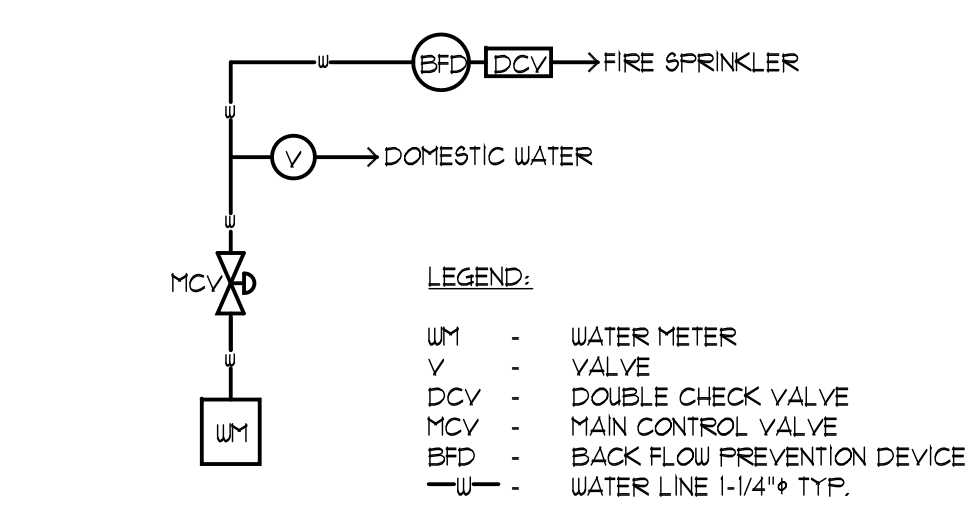 W
BFD DCV FIRE SPRINKLER
W
V DOMESTIC WATER
W
MCV
W
WM
LEGEND:
WM - WATER METER
V - VALVE
DCV - DOUBLE CHECK VALVE
MCV - MAIN CONTROL VALVE
BFD - BACK FLOW PREVENTION DEVICE
W - WATER LINE 1-1/4"ϕ TYP.